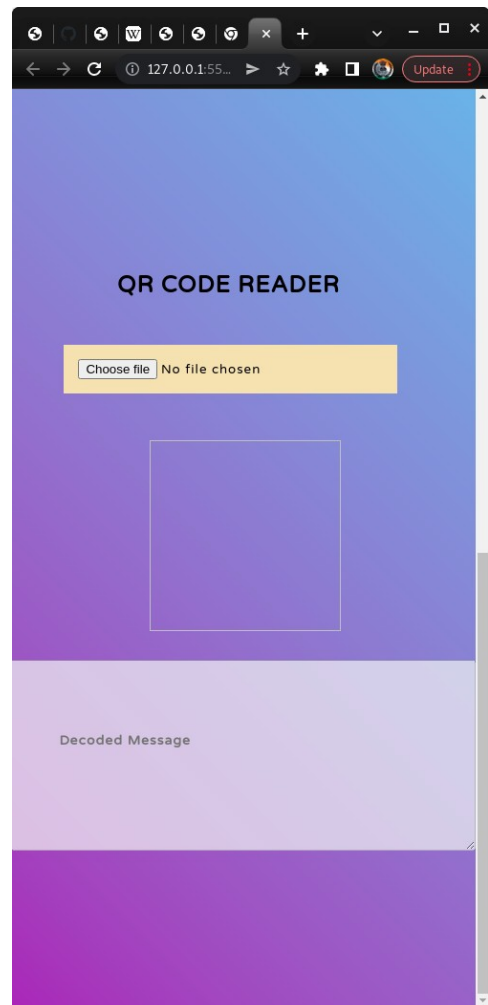 W
127.0.0.1:55...
Update
QR CODE READER
Choose file No file chosen
Decoded Message